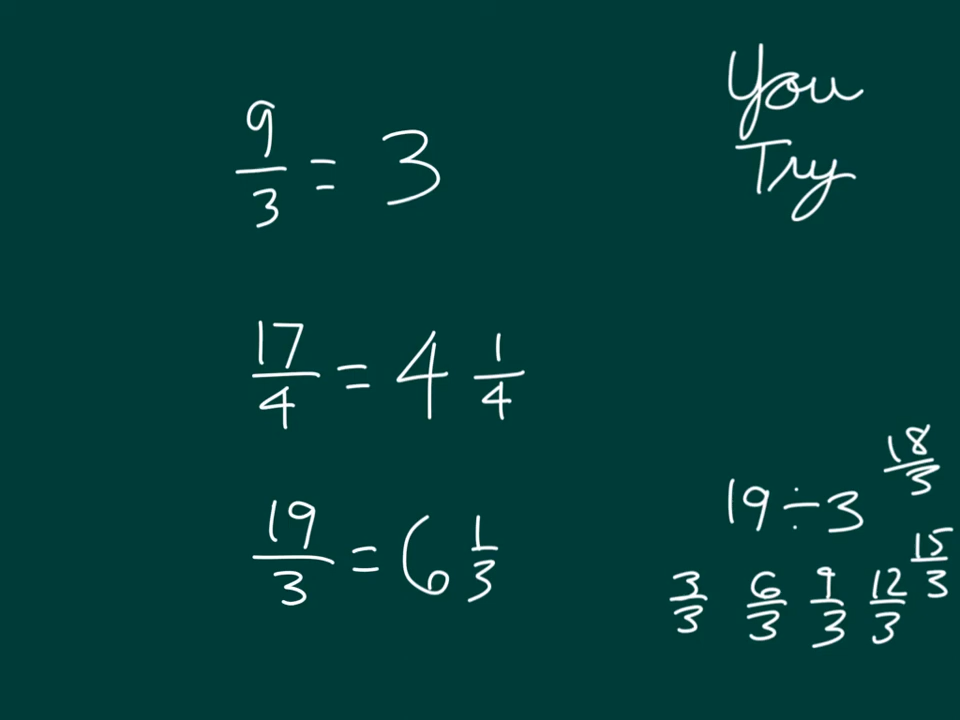 You
Try
9/3 = 3
17/4 = 4 1/4
19/3 = 6 1/3
19 ÷ 3
3/3 6/3 9/3 12/3 15/3 18/3